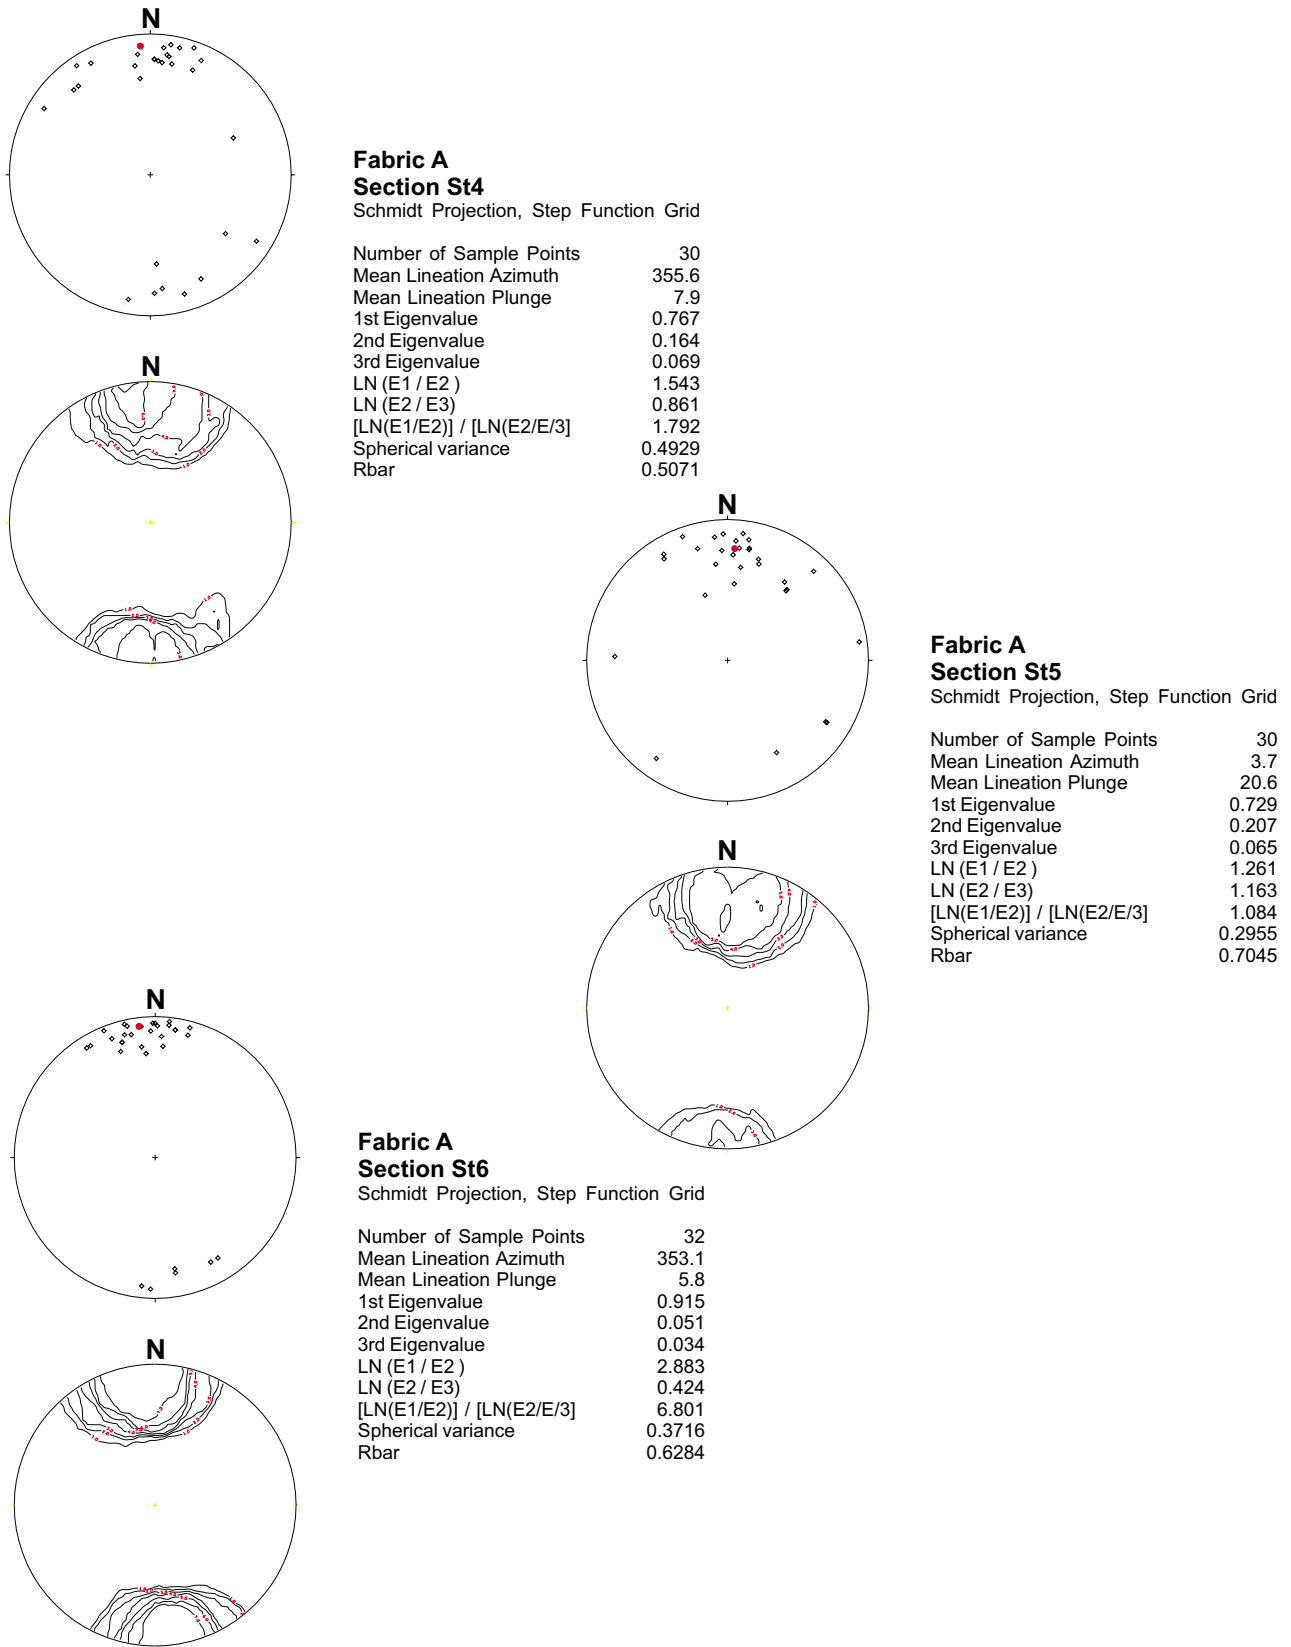 N
Fabric A
Section St4
Schmidt Projection, Step Function Grid
Number of Sample Points 30
Mean Lineation Azimuth 355.6
Mean Lineation Plunge 7.9
1st Eigenvalue 0.767
2nd Eigenvalue 0.164
3rd Eigenvalue 0.069
LN (E1 / E2 ) 1.543
LN (E2 / E3) 0.861
[LN(E1/E2)] / [LN(E2/E/3] 1.792
Spherical variance 0.4929
Rbar 0.5071
N
N
Fabric A
Section St5
Schmidt Projection, Step Function Grid
Number of Sample Points 30
Mean Lineation Azimuth 3.7
Mean Lineation Plunge 20.6
1st Eigenvalue 0.729
2nd Eigenvalue 0.207
3rd Eigenvalue 0.065
LN (E1 / E2 ) 1.261
LN (E2 / E3) 1.163
[LN(E1/E2)] / [LN(E2/E/3] 1.084
Spherical variance 0.2955
Rbar 0.7045
N
N
Fabric A
Section St6
Schmidt Projection, Step Function Grid
Number of Sample Points 32
Mean Lineation Azimuth 353.1
Mean Lineation Plunge 5.8
1st Eigenvalue 0.915
2nd Eigenvalue 0.051
3rd Eigenvalue 0.034
LN (E1 / E2 ) 2.883
LN (E2 / E3) 0.424
[LN(E1/E2)] / [LN(E2/E/3] 6.801
Spherical variance 0.3716
Rbar 0.6284
N